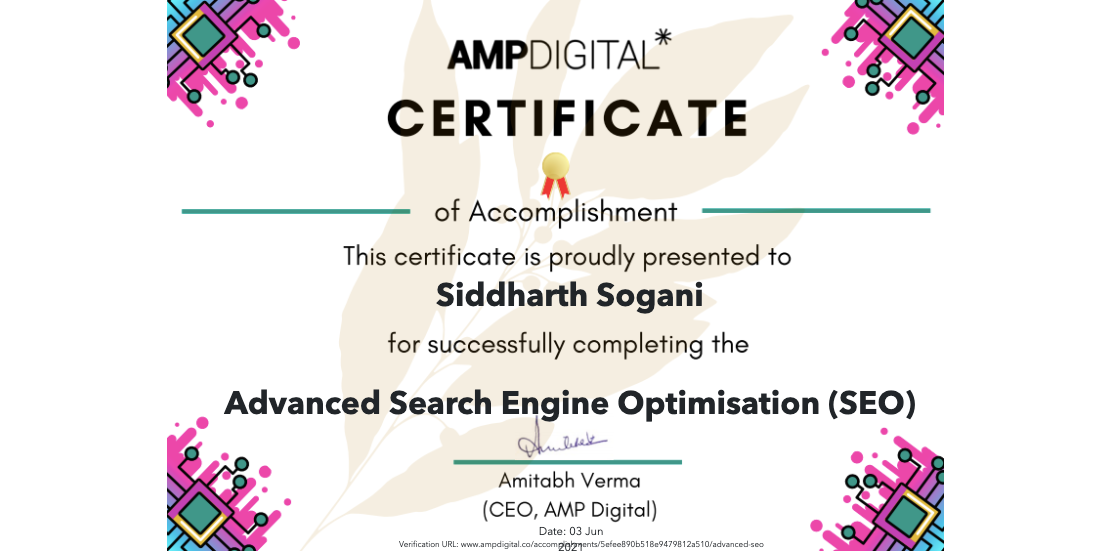 AMPDIGITAL*
CERTIFICATE
of Accomplishment
This certificate is proudly presented to
Siddharth Sogani
for successfully completing the
Advanced Search Engine Optimisation (SEO)
Amitabh Verma
(CEO, AMP Digital)
Date: 03 Jun
2021
Verification URL: www.ampdigital.co/accomplishments/5efee890b518e9479812a510/advanced-seo